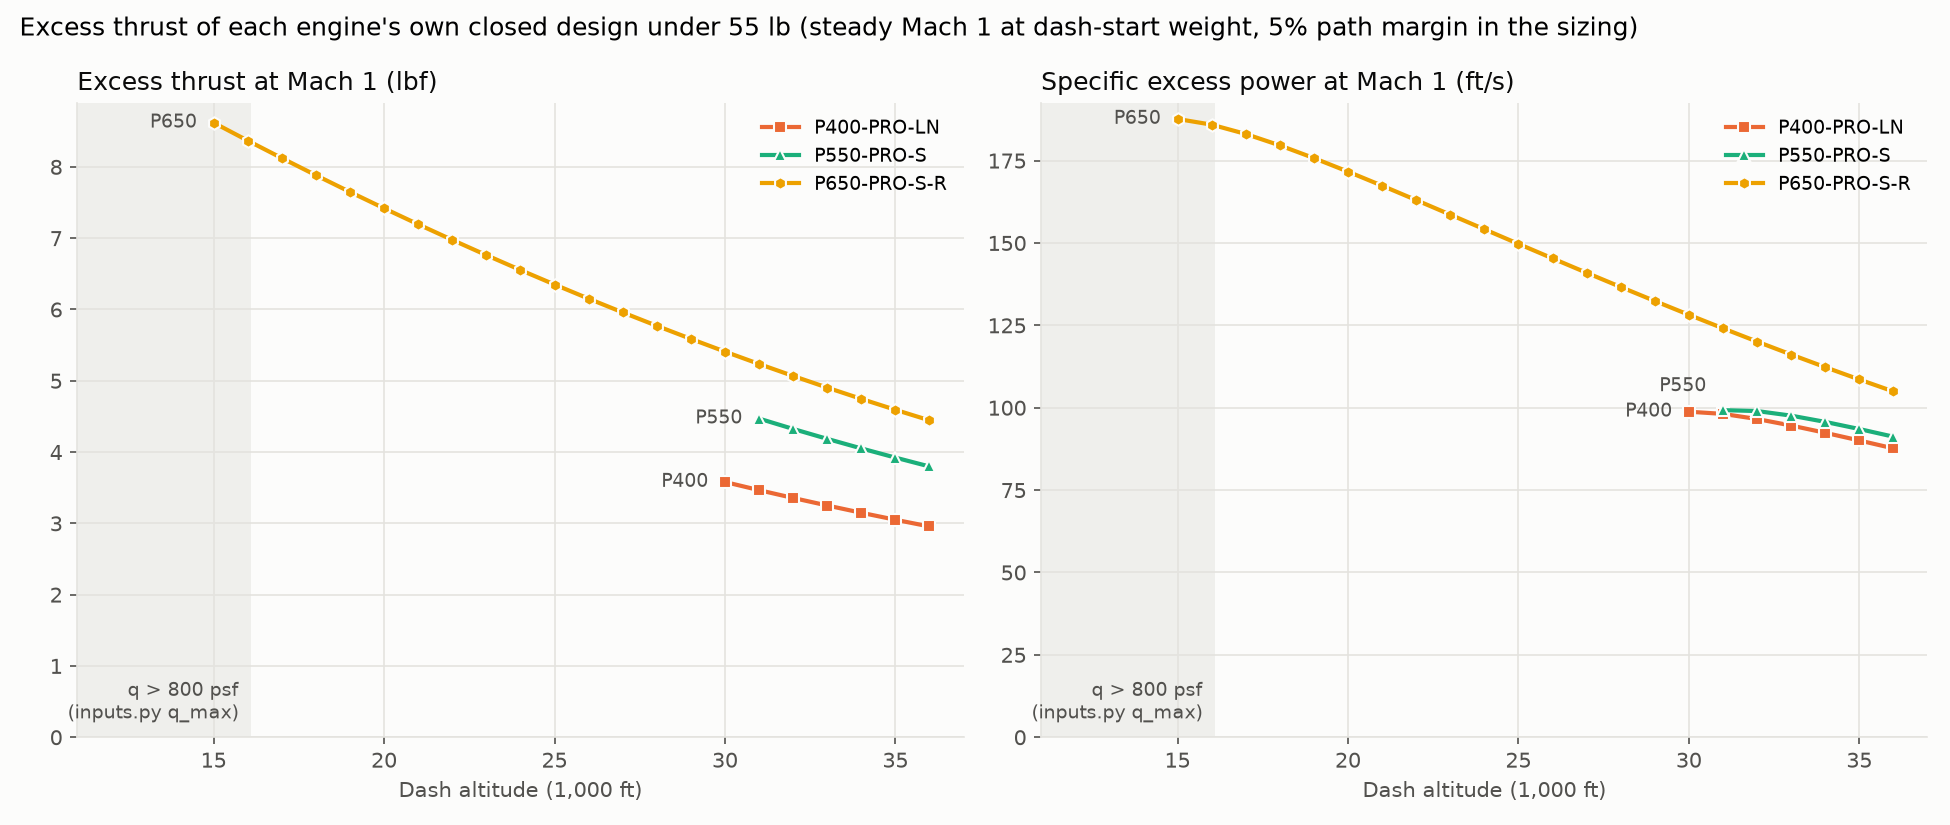 Excess thrust of each engine's own closed design under 55 lb (steady Mach 1 at dash-start weight, 5% path margin in the sizing)
Excess thrust at Mach 1 (lbf)
P650
P400-PRO-LN
P550-PRO-S
P650-PRO-S-R
8
7
6
5
P550
4
P400
3
2
1
q > 800 psf
(inputs.py q_max)
0
15
20
25
30
35
Dash altitude (1,000 ft)
Specific excess power at Mach 1 (ft/s)
P650
P400-PRO-LN
P550-PRO-S
P650-PRO-S-R
175
150
125
P550
100
P400
75
50
25
q > 800 psf
(inputs.py q_max)
0
15
20
25
30
35
Dash altitude (1,000 ft)